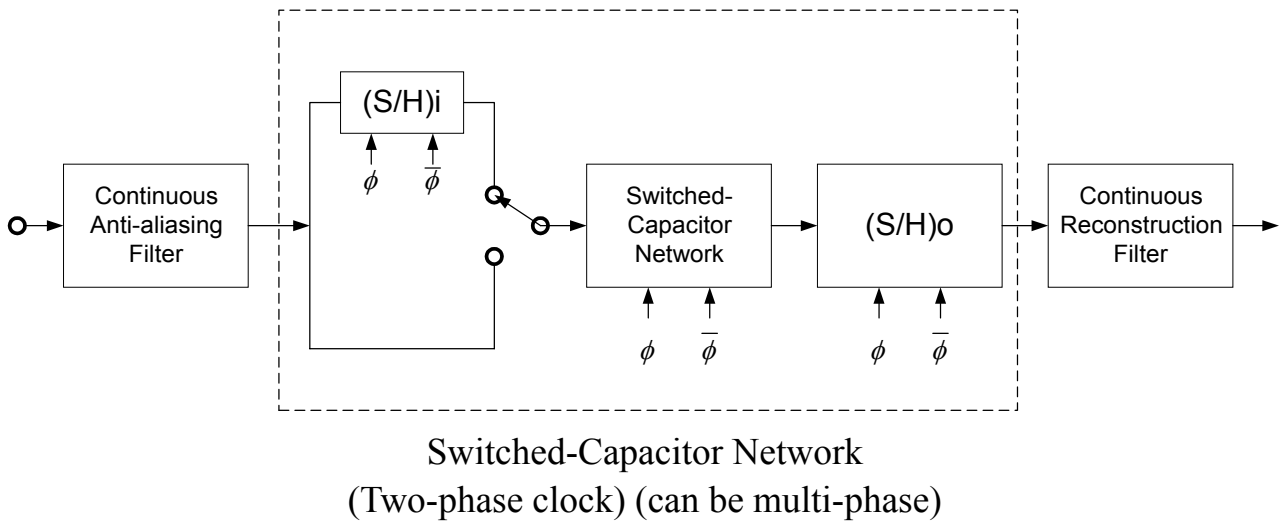 (S/H)i
ϕ
ϕ̅
Continuous
Anti-aliasing
Filter
Switched-
Capacitor
Network
ϕ
ϕ̅
(S/H)o
ϕ
ϕ̅
Continuous
Reconstruction
Filter
Switched-Capacitor Network
(Two-phase clock) (can be multi-phase)